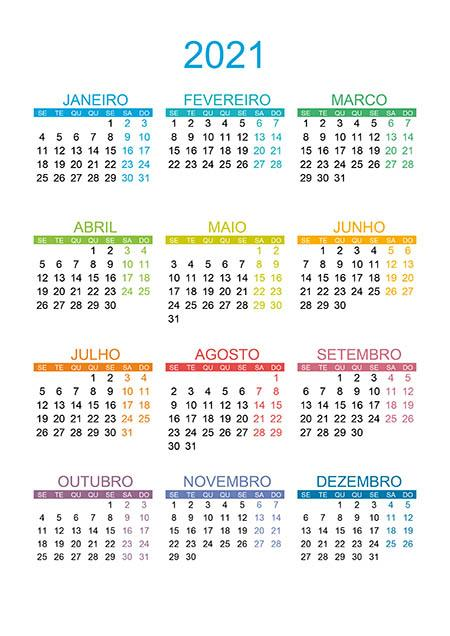 2021
JANEIRO FEVEREIRO MARCO
SE TE QU QU SE SA DO SE TE QU QU SE SA DO SE TE QU QU SE SA DO
1 2 3 1 2 3 4 5 6 7 1 2 3 4 5 6 7
4 5 6 7 8 9 10 8 9 10 11 12 13 14 8 9 10 11 12 13 14
11 12 13 14 15 16 17 15 16 17 18 19 20 21 15 16 17 18 19 20 21
18 19 20 21 22 23 24 22 23 24 25 26 27 28 22 23 24 25 26 27 28
25 26 27 28 29 30 31 29 30 31
ABRIL MAIO JUNHO
SE TE QU QU SE SA DO SE TE QU QU SE SA DO SE TE QU QU SE SA DO
1 2 3 4 1 2 1 2 3 4 5 6
5 6 7 8 9 10 11 3 4 5 6 7 8 9 7 8 9 10 11 12 13
12 13 14 15 16 17 18 10 11 12 13 14 15 16 14 15 16 17 18 19 20
19 20 21 22 23 24 25 17 18 19 20 21 22 23 21 22 23 24 25 26 27
26 27 28 29 30 24 25 26 27 28 29 30 28 29 30
31
JULHO AGOSTO SETEMBRO
SE TE QU QU SE SA DO SE TE QU QU SE SA DO SE TE QU QU SE SA DO
1 2 3 4 1 1 2 3 4 5
5 6 7 8 9 10 11 2 3 4 5 6 7 8 6 7 8 9 10 11 12
12 13 14 15 16 17 18 9 10 11 12 13 14 15 13 14 15 16 17 18 19
19 20 21 22 23 24 25 16 17 18 19 20 21 22 20 21 22 23 24 25 26
26 27 28 29 30 31 23 24 25 26 27 28 29 27 28 29 30
30 31
OUTUBRO NOVEMBRO DEZEMBRO
SE TE QU QU SE SA DO SE TE QU QU SE SA DO SE TE QU QU SE SA DO
1 2 3 1 2 3 4 5 6 7 1 2 3 4 5
4 5 6 7 8 9 10 8 9 10 11 12 13 14 6 7 8 9 10 11 12
11 12 13 14 15 16 17 15 16 17 18 19 20 21 13 14 15 16 17 18 19
18 19 20 21 22 23 24 22 23 24 25 26 27 28 20 21 22 23 24 25 26
25 26 27 28 29 30 31 29 30 27 28 29 30 31